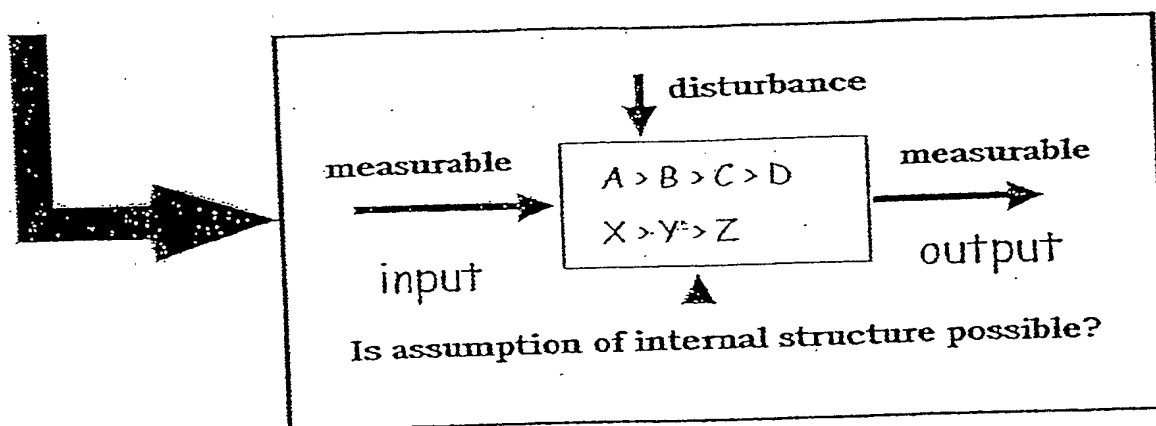 disturbance
measurable
measurable
A > B > C > D
X > Y > Z
input
output
Is assumption of internal structure possible?